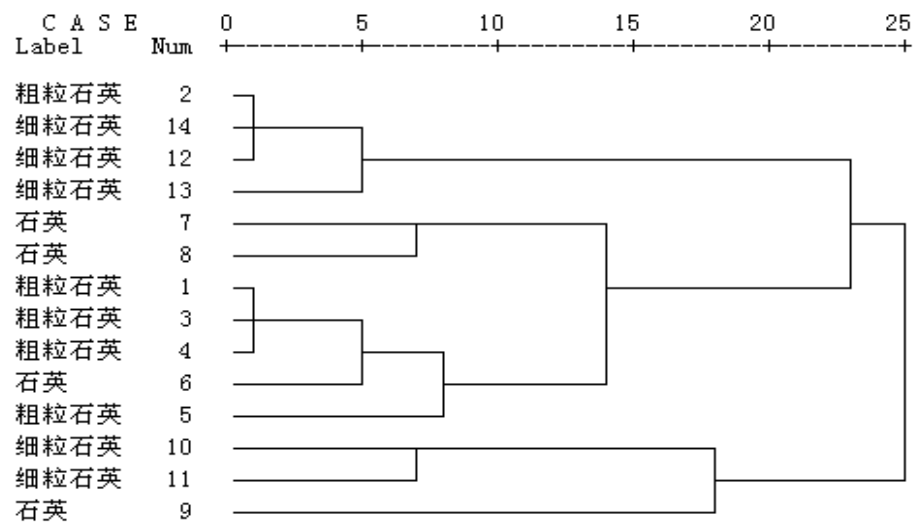 C A S E 0 5 10 15 20 25
Label Num
粗粒石英 2
细粒石英 14
细粒石英 12
细粒石英 13
石英 7
石英 8
粗粒石英 1
粗粒石英 3
粗粒石英 4
石英 6
粗粒石英 5
细粒石英 10
细粒石英 11
石英 9